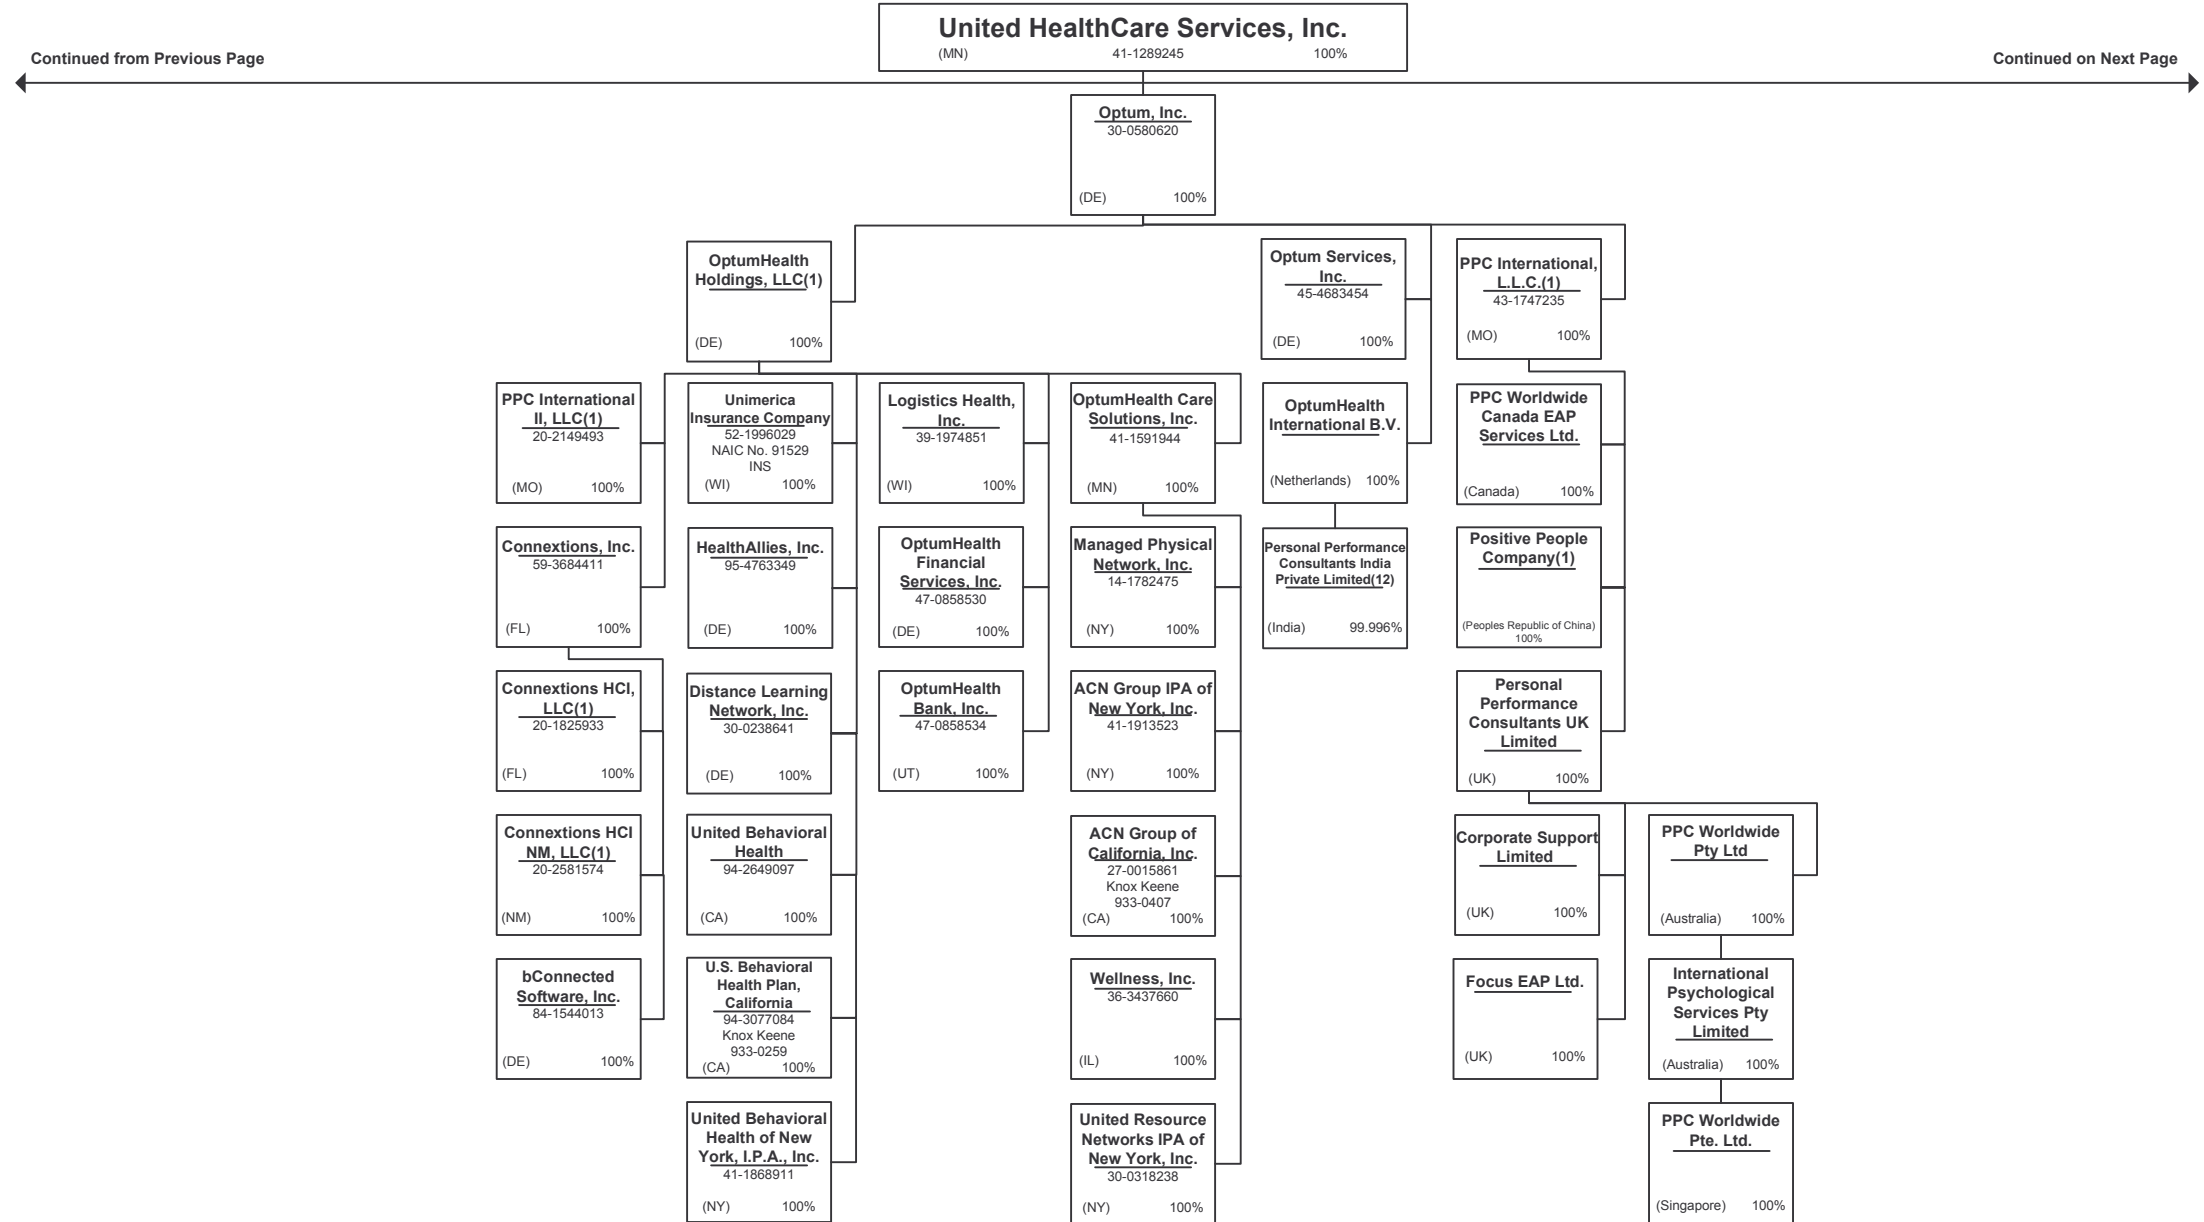 United HealthCare Services, Inc.
(MN) 41-1289245 100%
Continued from Previous Page
Continued on Next Page
Optum, Inc.
30-0580620
(DE) 100%
OptumHealth
Holdings, LLC(1)
(DE) 100%
Optum Services,
Inc.
45-4683454
(DE) 100%
PPC International,
L.L.C.(1)
43-1747235
(MO) 100%
PPC International
II, LLC(1)
20-2149493
(MO) 100%
Unimerica
Insurance Company
52-1996029
NAIC No. 91529
INS
(WI) 100%
Logistics Health,
Inc.
39-1974851
(WI) 100%
OptumHealth Care
Solutions, Inc.
41-1591944
(MN) 100%
OptumHealth
International B.V.
(Netherlands) 100%
PPC Worldwide
Canada EAP
Services Ltd.
(Canada) 100%
Connextions, Inc.
59-3684411
(FL) 100%
HealthAllies, Inc.
95-4763349
(DE) 100%
OptumHealth
Financial
Services, Inc.
47-0858530
(DE) 100%
Managed Physical
Network, Inc.
14-1782475
(NY) 100%
Personal Performance
Consultants India
Private Limited(12)
(India) 99.996%
Positive People
Company(1)
(Peoples Republic of China)
100%
Connextions HCI,
LLC(1)
20-1825933
(FL) 100%
Distance Learning
Network, Inc.
30-0238641
(DE) 100%
OptumHealth
Bank, Inc.
47-0858534
(UT) 100%
ACN Group IPA of
New York, Inc.
41-1913523
(NY) 100%
Personal
Performance
Consultants UK
Limited
(UK) 100%
Connextions HCI
NM, LLC(1)
20-2581574
(NM) 100%
United Behavioral
Health
94-2649097
(CA) 100%
ACN Group of
California, Inc.
27-0015861
Knox Keene
933-0407
(CA) 100%
Corporate Support
Limited
(UK) 100%
PPC Worldwide
Pty Ltd
(Australia) 100%
bConnected
Software, Inc.
84-1544013
(DE) 100%
U.S. Behavioral
Health Plan,
California
94-3077084
Knox Keene
933-0259
(CA) 100%
Wellness, Inc.
36-3437660
(IL) 100%
Focus EAP Ltd.
(UK) 100%
International
Psychological
Services Pty
Limited
(Australia) 100%
United Behavioral
Health of New
York, I.P.A., Inc.
41-1868911
(NY) 100%
United Resource
Networks IPA of
New York, Inc.
30-0318238
(NY) 100%
PPC Worldwide
Pte. Ltd.
(Singapore) 100%